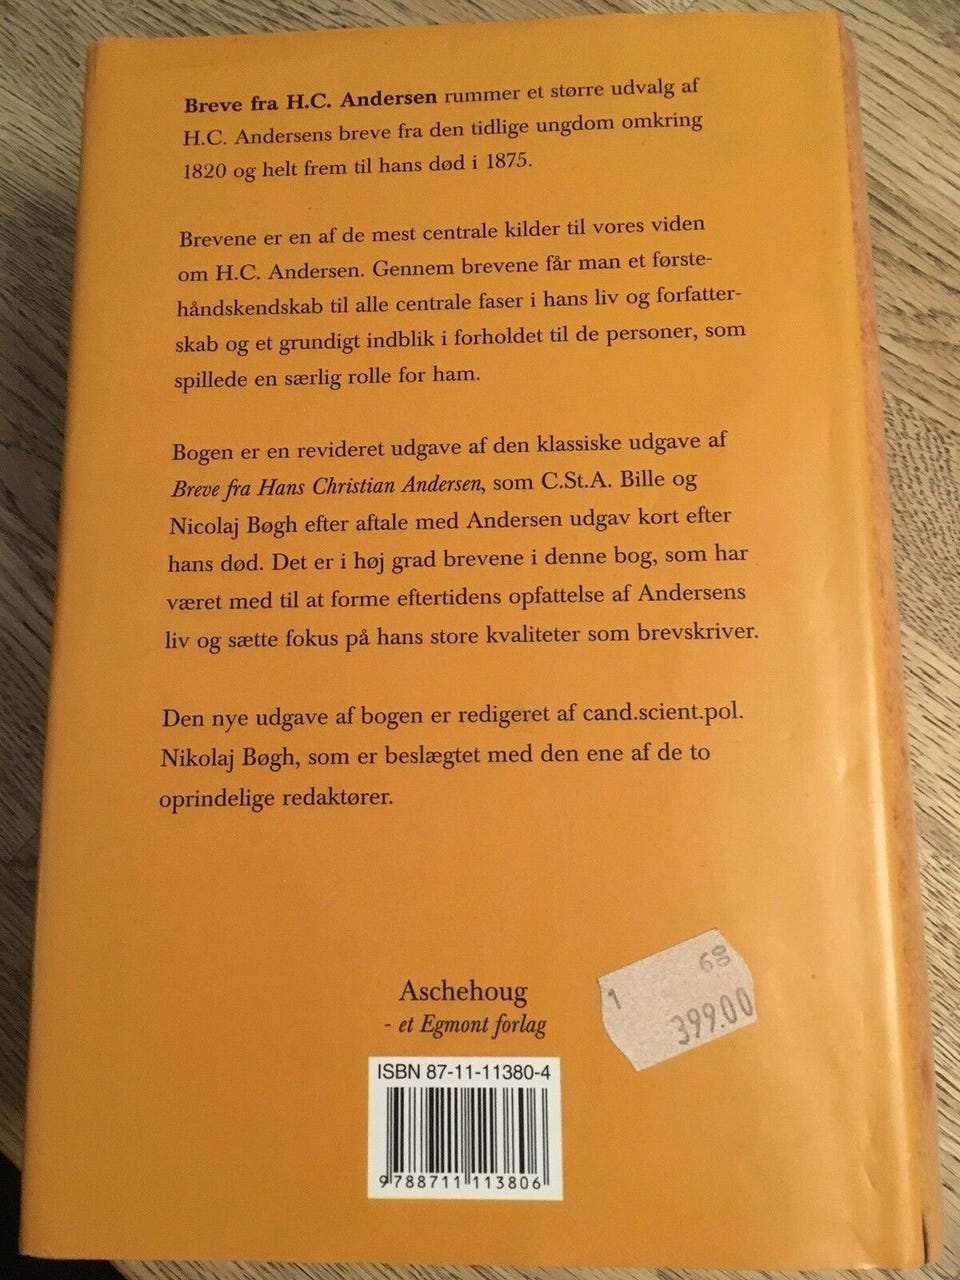 Breve fra H.C. Andersen rummer et større udvalg af
H.C. Andersens breve fra den tidlige ungdom omkring
1820 og helt frem til hans død i 1875.
Brevene er en af de mest centrale kilder til vores viden
om H.C. Andersen. Gennem brevene får man et første-
håndskendskab til alle centrale faser i hans liv og forfatter-
skab og et grundigt indblik i forholdet til de personer, som
spillede en særlig rolle for ham.
Bogen er en revideret udgave af den klassiske udgave af
Breve fra Hans Christian Andersen, som C.St.A. Bille og
Nicolaj Bøgh efter aftale med Andersen udgav kort efter
hans død. Det er i høj grad brevene i denne bog, som har
været med til at forme eftertidens opfattelse af Andersens
liv og sætte fokus på hans store kvaliteter som brevskriver.
Den nye udgave af bogen er redigeret af cand.scient.pol.
Nikolaj Bøgh, som er beslægtet med den ene af de to
oprindelige redaktører.
68
1
399.00
Aschehoug
- et Egmont forlag
ISBN 87-11-11380-4
9788711113806